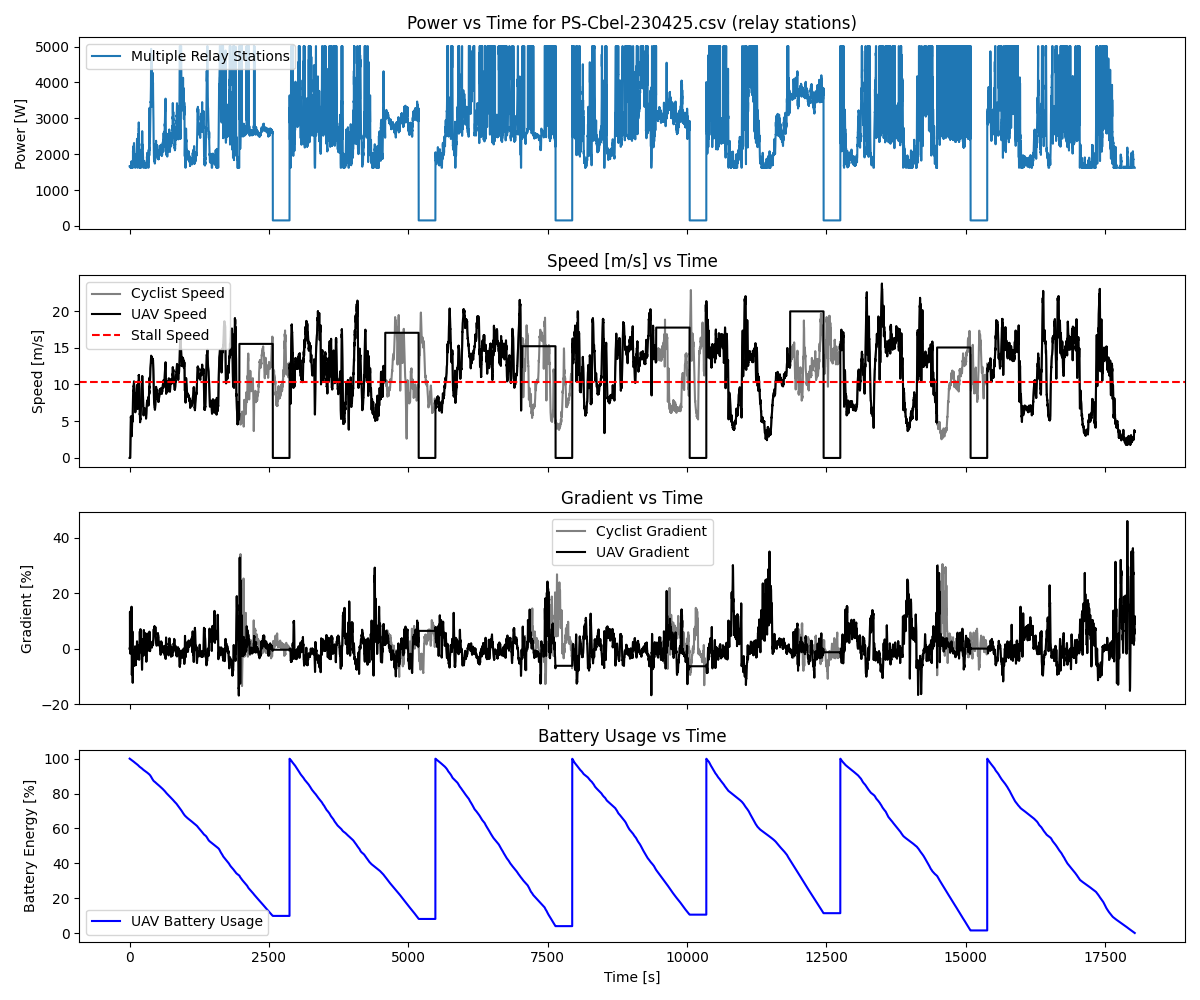 Power vs Time for PS-Cbel-230425.csv (relay stations)
5000
4000
3000
2000
1000
0
Power [W]
Multiple Relay Stations
Speed [m/s] vs Time
20
15
10
5
0
Speed [m/s]
Cyclist Speed
UAV Speed
Stall Speed
Gradient vs Time
40
20
0
−20
Gradient [%]
Cyclist Gradient
UAV Gradient
Battery Usage vs Time
100
80
60
40
20
0
Battery Energy [%]
UAV Battery Usage
0 2500 5000 7500 10000 12500 15000 17500
Time [s]